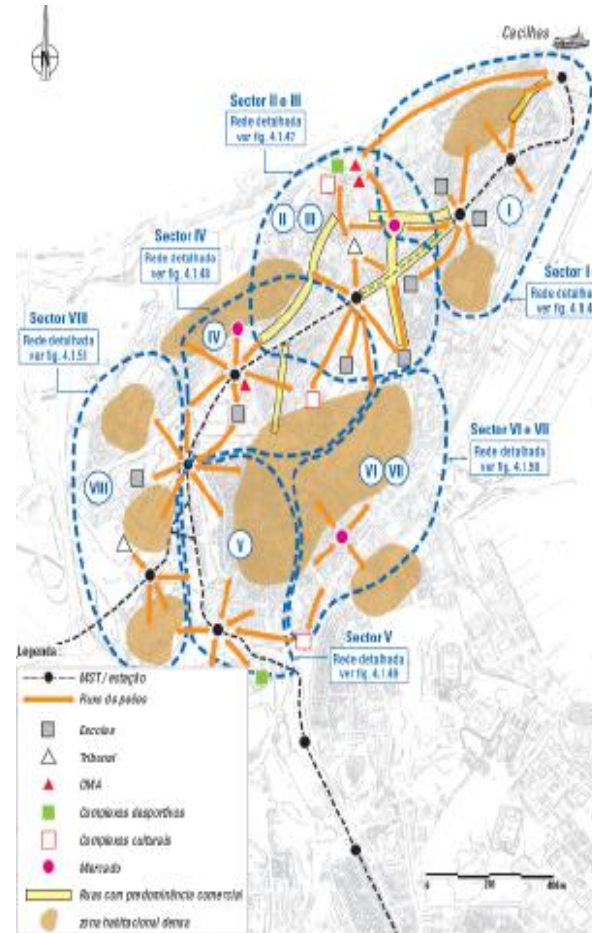 N
Cacilhas
Sector II e III
Rede detalhada
ver fig. 4.1.47
II
III
I
Sector IV
Rede detalhada
ver fig. 4.1.48
IV
Sector I
Rede detalha
Sector VIII
Rede detalhada
ver fig. 4.1.51
VIII
Sector VI e VII
Rede detalhada
ver fig. 4.1.50
VI
VII
V
Sector V
Rede detalhada
ver fig. 4.1.49
Legenda
MST/estação
Fluxo de peões
Escolas
Tribunal
CMA
Complexos desportivos
Complexos culturais
Mercado
Ruas com predominância comercial
zona habitacional densa
0 200 400m